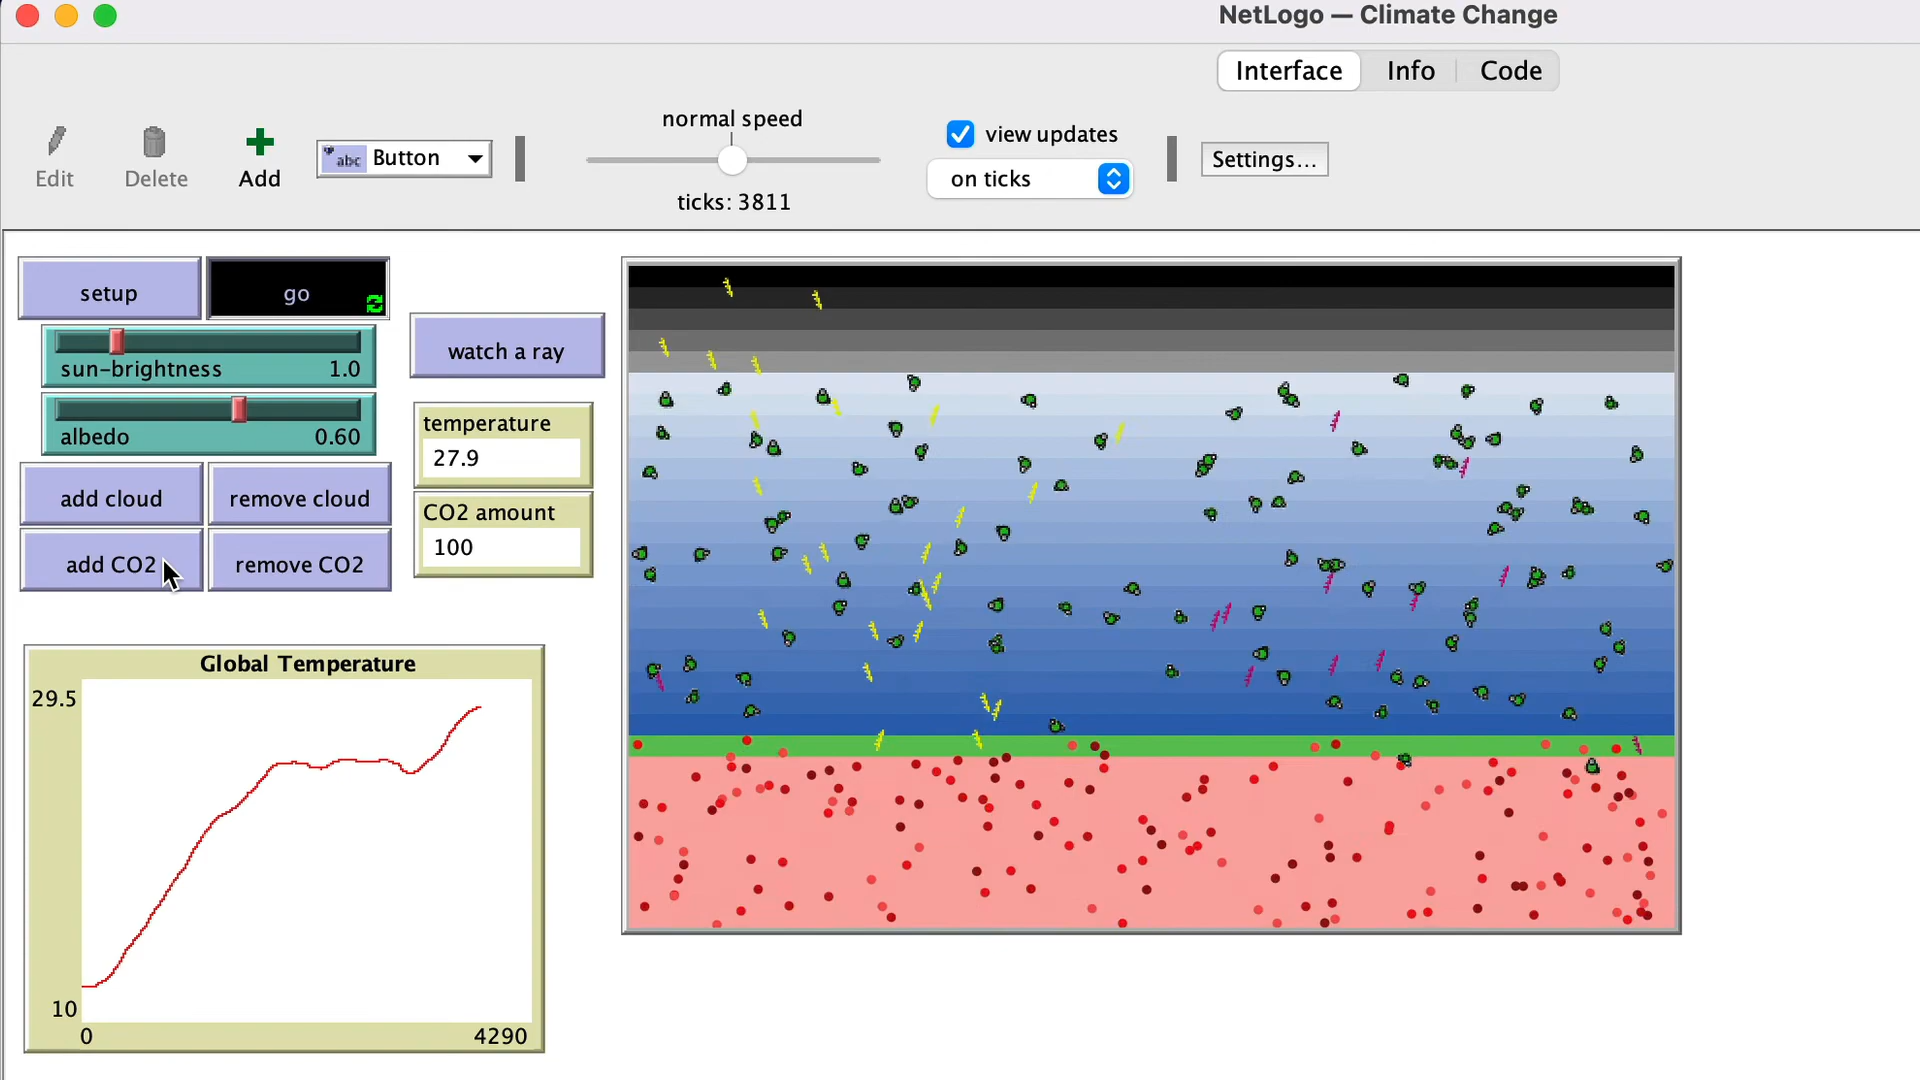 NetLogo — Climate Change
Interface
Info
Code
Edit
Delete
Add
abc
Button
normal speed
ticks: 3811
view updates
on ticks
Settings...
setup
go
sun-brightness
1.0
albedo
0.60
add cloud
remove cloud
add CO2
remove CO2
watch a ray
temperature
27.9
CO2 amount
100
Global Temperature
29.5
10
0
4290